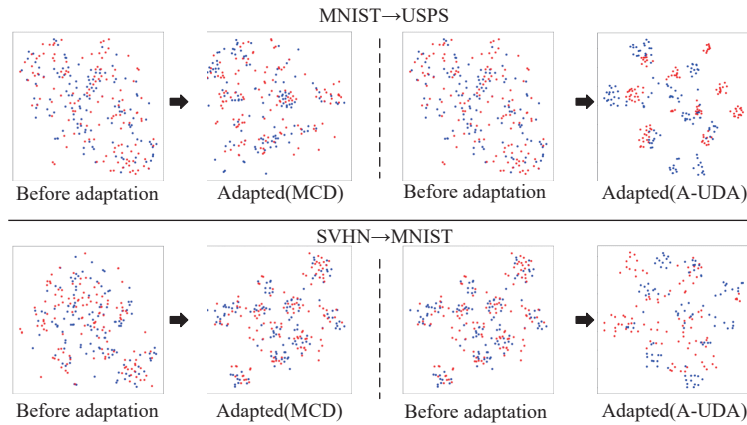 MNIST→USPS
Before adaptation
Adapted(MCD)
Before adaptation
Adapted(A-UDA)
SVHN→MNIST
Before adaptation
Adapted(MCD)
Before adaptation
Adapted(A-UDA)